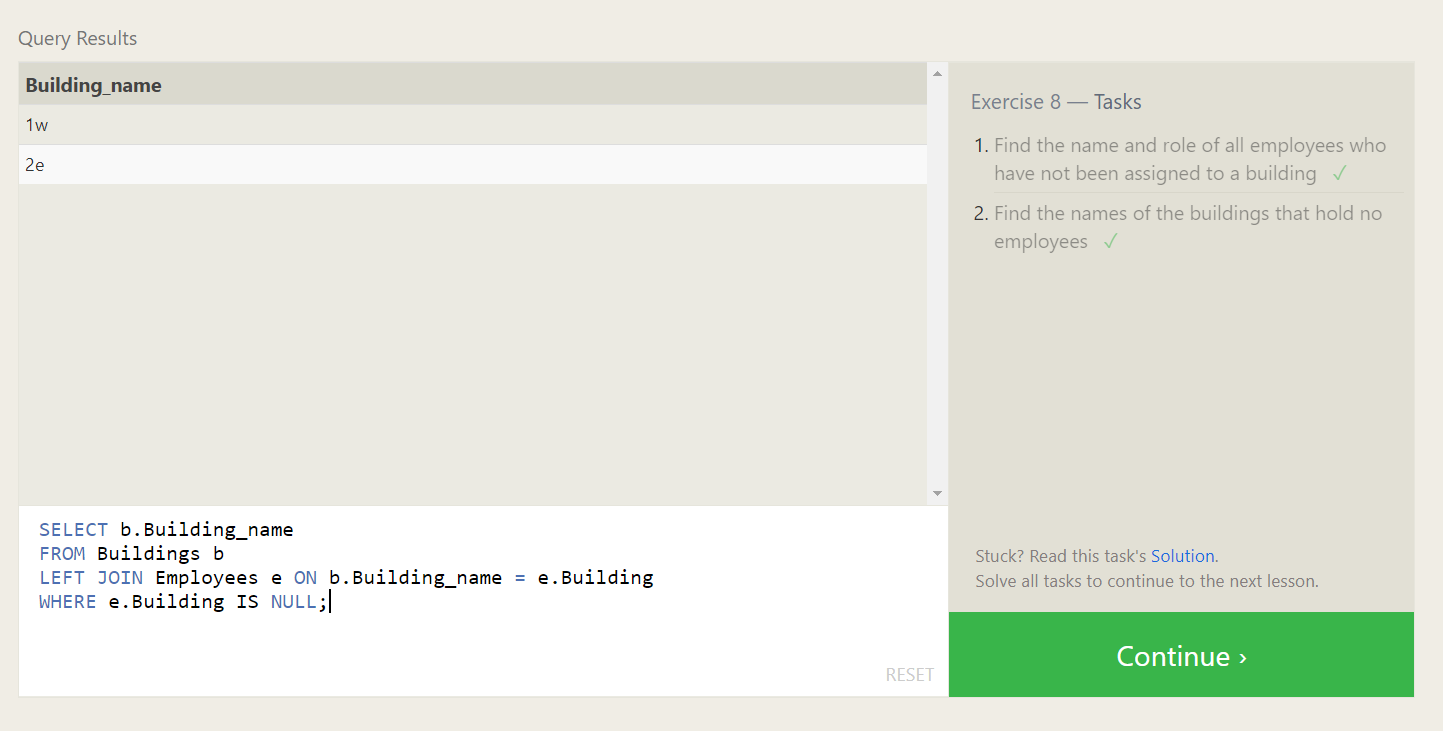 Query Results
Building_name
1w
2e
SELECT b.Building_name
FROM Buildings b
LEFT JOIN Employees e ON b.Building_name = e.Building
WHERE e.Building IS NULL;
RESET
Exercise 8 — Tasks
1. Find the name and role of all employees who
have not been assigned to a building ✓
2. Find the names of the buildings that hold no
employees ✓
Stuck? Read this task's Solution.
Solve all tasks to continue to the next lesson.
Continue ›